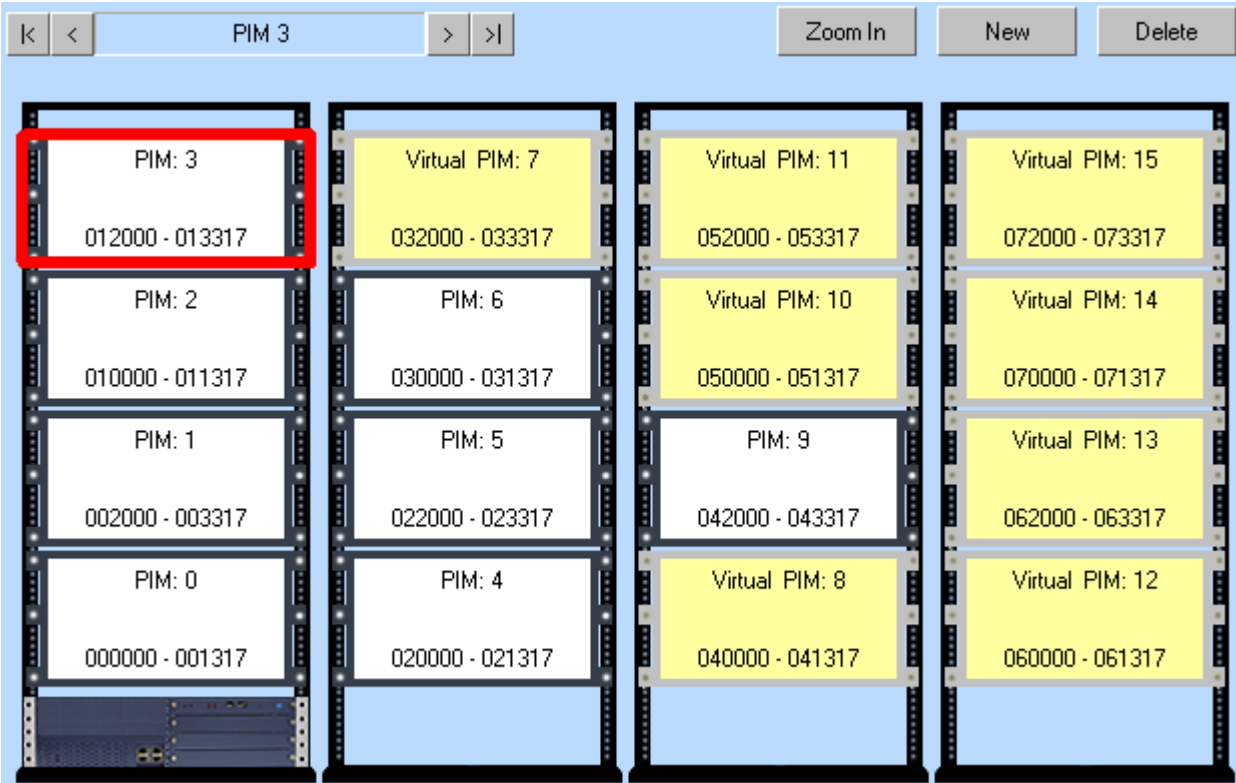 |< < PIM 3 > >| Zoom In New Delete
PIM: 3
012000 - 013317
Virtual PIM: 7
032000 - 033317
Virtual PIM: 11
052000 - 053317
Virtual PIM: 15
072000 - 073317
PIM: 2
010000 - 011317
PIM: 6
030000 - 031317
Virtual PIM: 10
050000 - 051317
Virtual PIM: 14
070000 - 071317
PIM: 1
002000 - 003317
PIM: 5
022000 - 023317
PIM: 9
042000 - 043317
Virtual PIM: 13
062000 - 063317
PIM: 0
000000 - 001317
PIM: 4
020000 - 021317
Virtual PIM: 8
040000 - 041317
Virtual PIM: 12
060000 - 061317